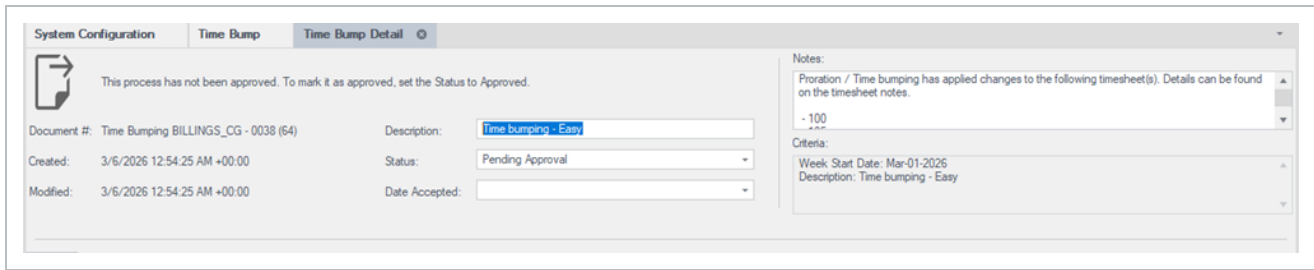 System Configuration
Time Bump
Time Bump Detail
This process has not been approved. To mark it as approved, set the Status to Approved.
Document #: Time Bumping BILLINGS_CG - 0038 (64)
Description: Time bumping - Easy
Created: 3/6/2026 12:54:25 AM +00:00
Status: Pending Approval
Modified: 3/6/2026 12:54:25 AM +00:00
Date Accepted:
Notes:
Proration / Time bumping has applied changes to the following timesheet(s). Details can be found
on the timesheet notes.
- 100
Criteria:
Week Start Date: Mar-01-2026
Description: Time bumping - Easy